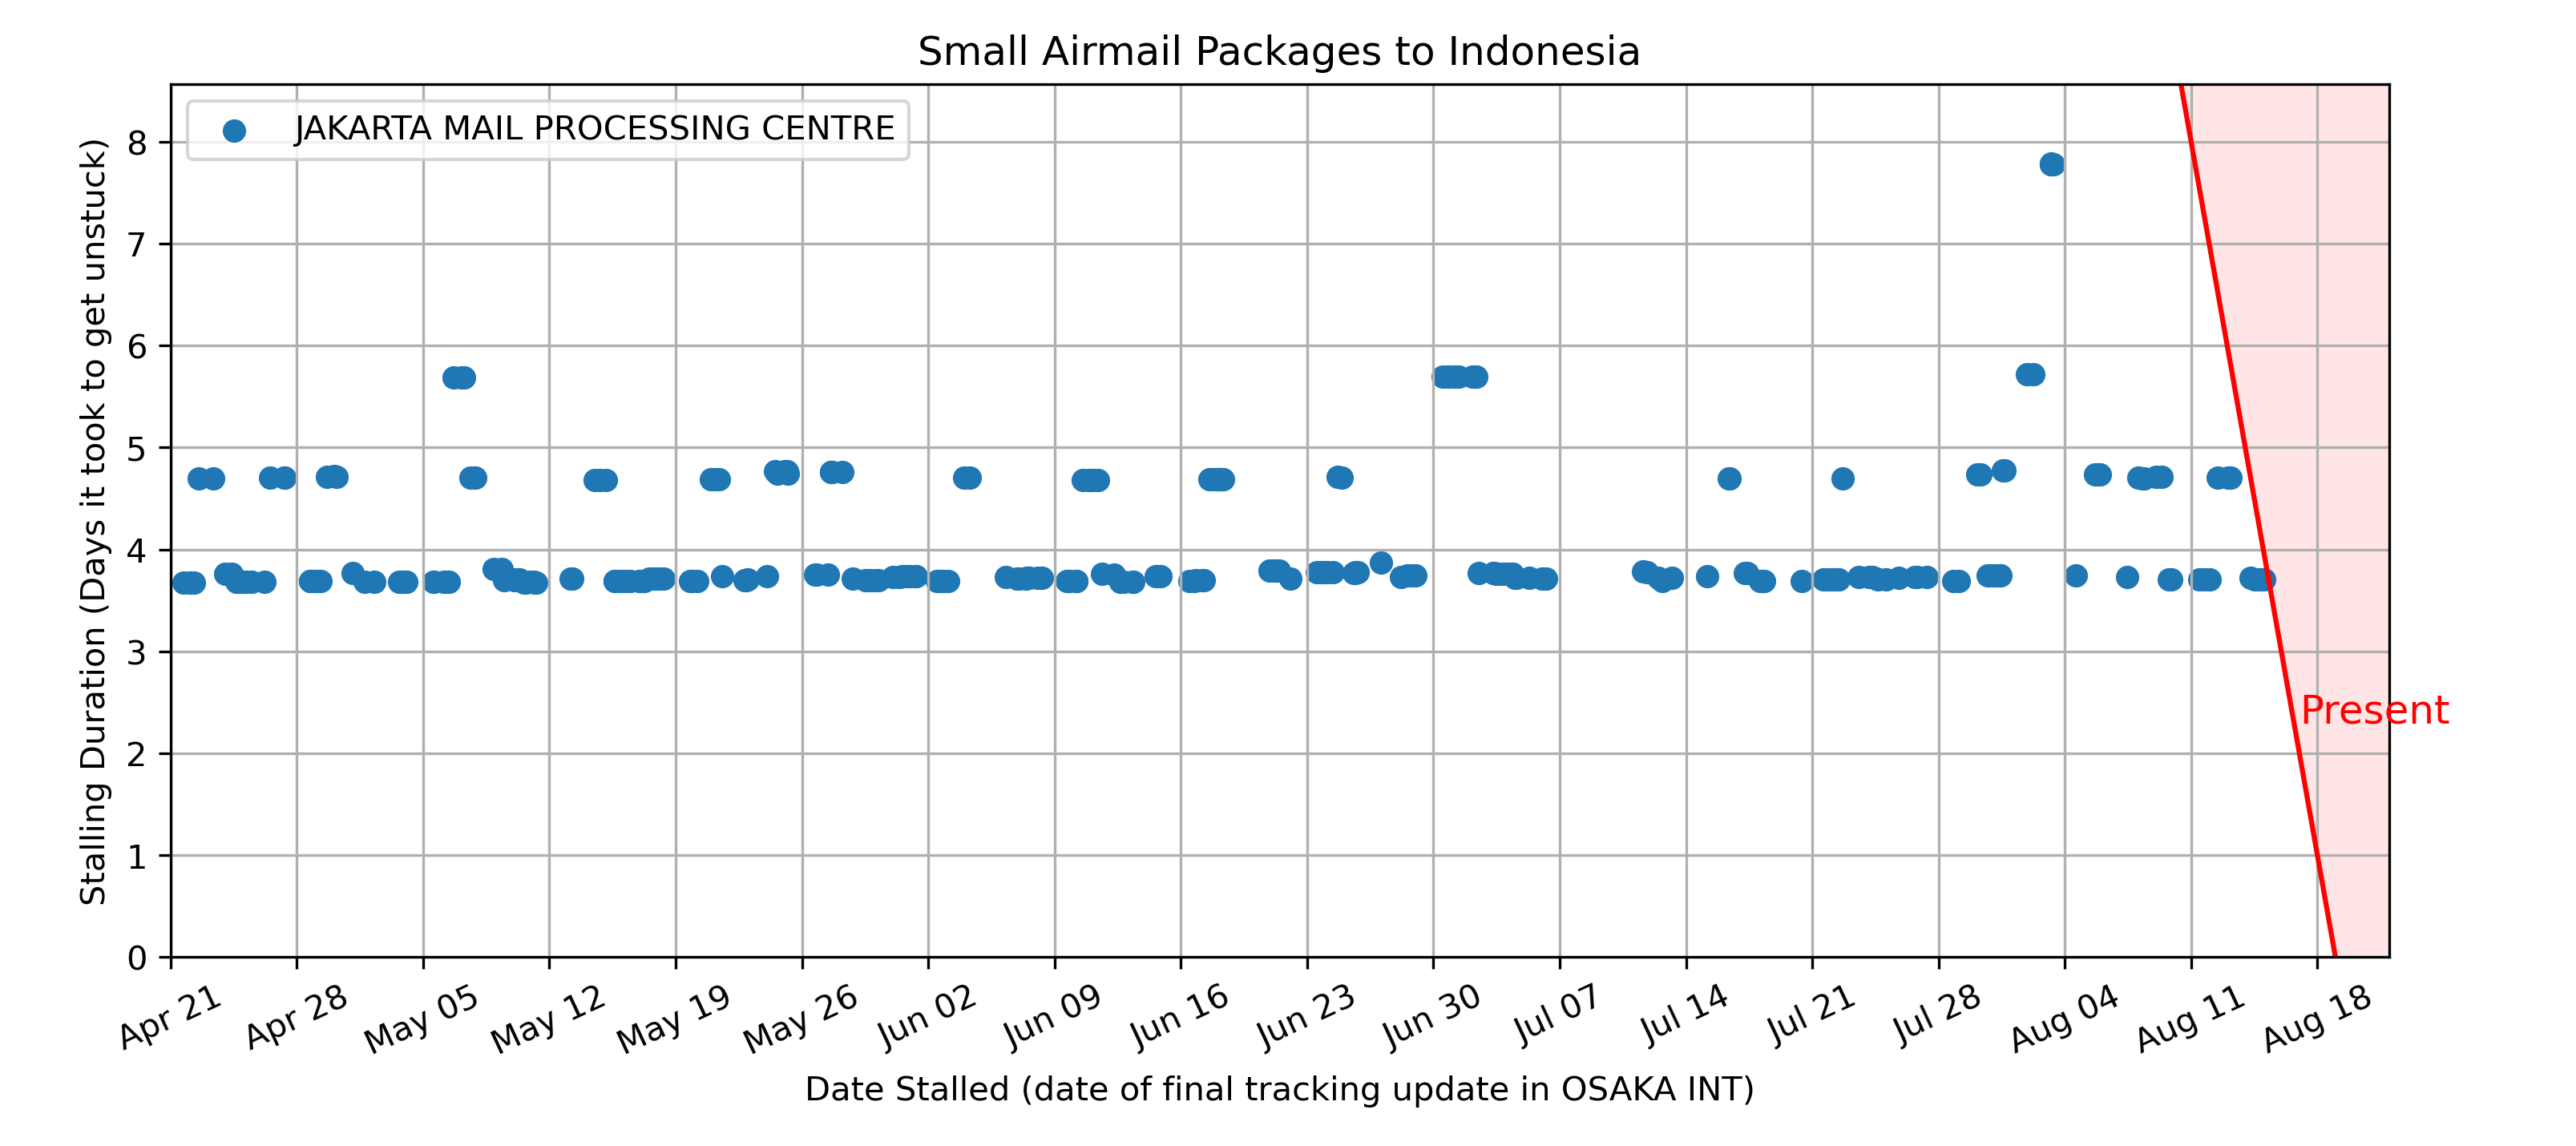 Small Airmail Packages to Indonesia
JAKARTA MAIL PROCESSING CENTRE
Stalling Duration (Days it took to get unstuck)
8
7
6
5
4
3
2
1
0
Present
Apr 21
Apr 28
May 05
May 12
May 19
May 26
Jun 02
Jun 09
Jun 16
Jun 23
Jun 30
Jul 07
Jul 14
Jul 21
Jul 28
Aug 04
Aug 11
Aug 18
Date Stalled (date of final tracking update in OSAKA INT)